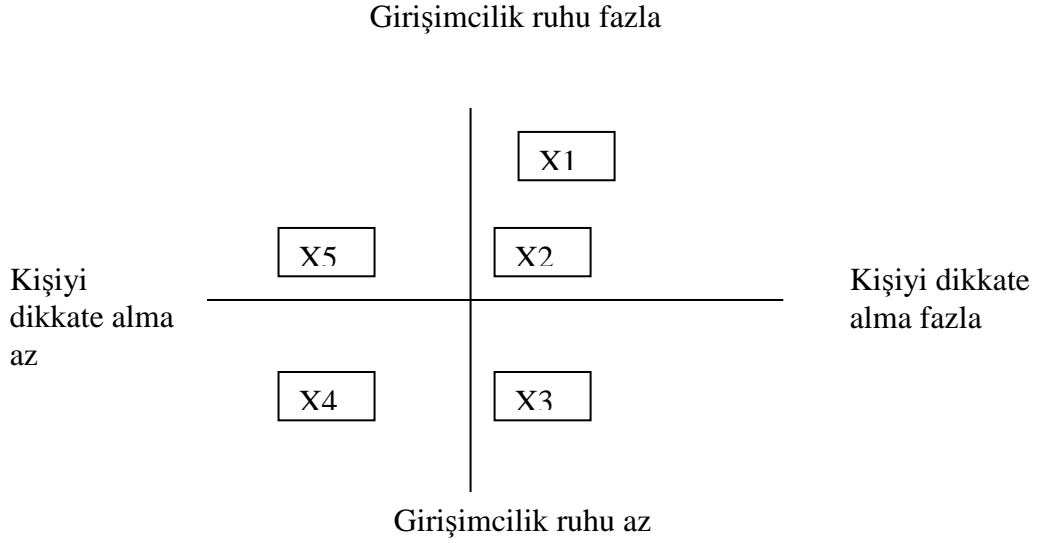 Girişimcilik ruhu fazla
X1
X5
X2
Kişiyi
dikkate alma
az
Kişiyi dikkate
alma fazla
X4
X3
Girişimcilik ruhu az